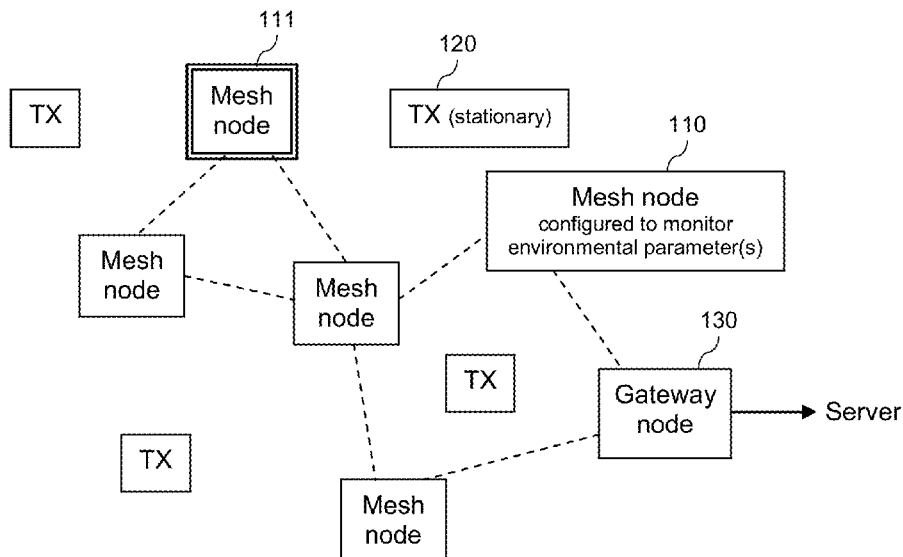 111
120
TX
Mesh
node
TX (stationary)
110
Mesh node
configured to monitor
environmental parameter(s)
Mesh
node
Mesh
node
130
TX
Gateway
node
Server
TX
Mesh
node